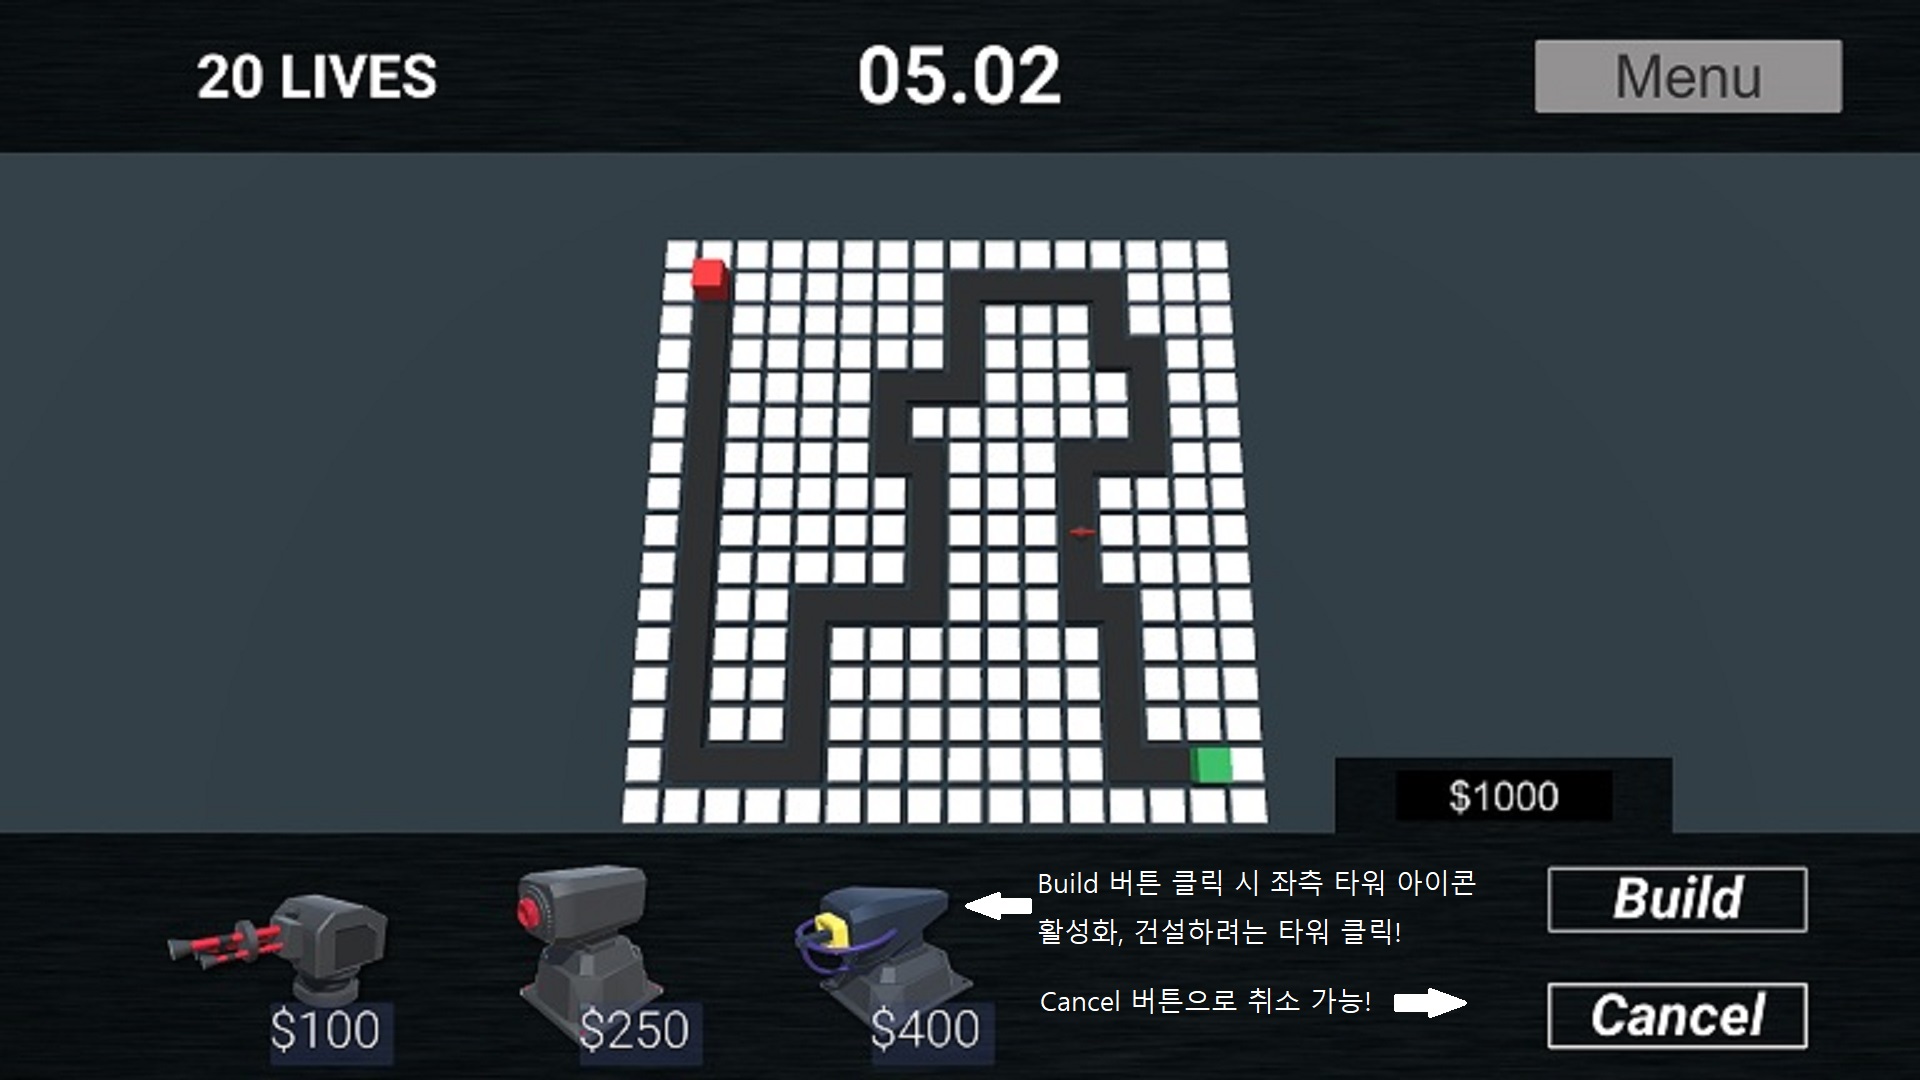 20 LIVES
05.02
Menu
$1000
Build 버튼 클릭 시 좌측 타워 아이콘
활성화, 건설하려는 타워 클릭!
Build
Cancel 버튼으로 취소 가능!
Cancel
$100
$250
$400